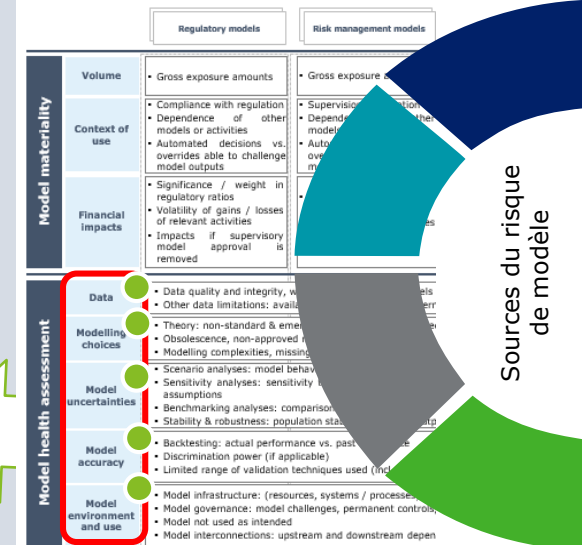 Regulatory models
Risk management models
Model materiality
Volume
▪ Gross exposure amounts
▪ Gross exposure
Context of
use
▪ Compliance with regulation
▪ Dependence of other
models or activities
▪ Automated decisions vs.
overrides able to challenge
model outputs
Financial
impacts
▪ Significance / weight in
regulatory ratios
▪ Volatility of gains / losses
of relevant activities
▪ Impacts if supervisory
model approval is
removed
Model health assessment
Data
▪ Data quality and integrity,
▪ Other data limitations:
Modelling
choices
▪ Theory: non-standard &
▪ Obsolescence, non-approved
▪ Modelling complexities, missing
Model
uncertainties
▪ Scenario analyses: model
▪ Sensitivity analyses: sensitivity
assumptions
▪ Benchmarking analyses:
▪ Stability & robustness: population
Model
accuracy
▪ Backtesting: actual performance vs. past
▪ Discrimination power (if applicable)
▪ Limited range of validation techniques used
Model
environment
and use
▪ Model infrastructure: (resources, systems / processes,
▪ Model governance: model challenges, permanent controls,
▪ Model not used as intended
▪ Model interconnections: upstream and downstream
Sources du risque
de modèle